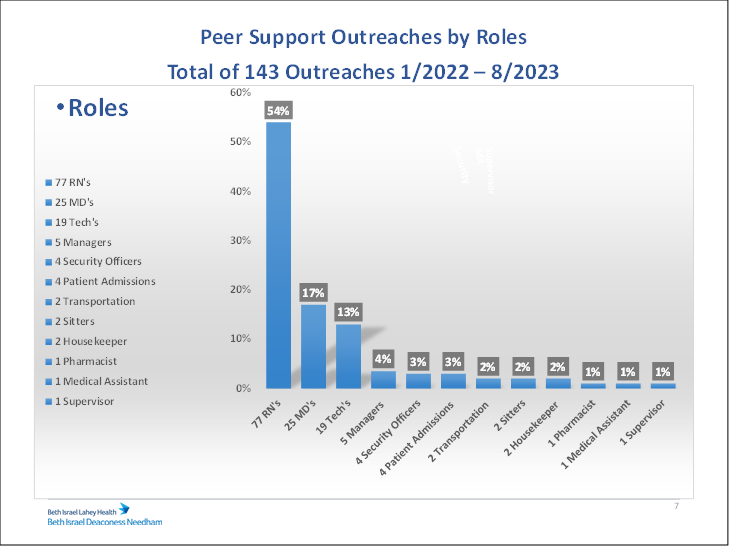 Peer Support Outreaches by Roles
Total of 143 Outreaches 1/2022 – 8/2023
• Roles
77 RN's
25 MD's
19 Tech's
5 Managers
4 Security Officers
4 Patient Admissions
2 Transportation
2 Sitters
2 Housekeeper
1 Pharmacist
1 Medical Assistant
1 Supervisor
60%
50%
40%
30%
20%
10%
0%
54%
17%
13%
4%
3%
3%
2%
2%
2%
1%
1%
1%
77 RN's
25 MD's
19 Tech's
5 Managers
4 Security Officers
4 Patient Admissions
2 Transportation
2 Sitters
2 Housekeeper
1 Pharmacist
1 Medical Assistant
1 Supervisor
Beth Israel Lahey Health
Beth Israel Deaconess Needham
7